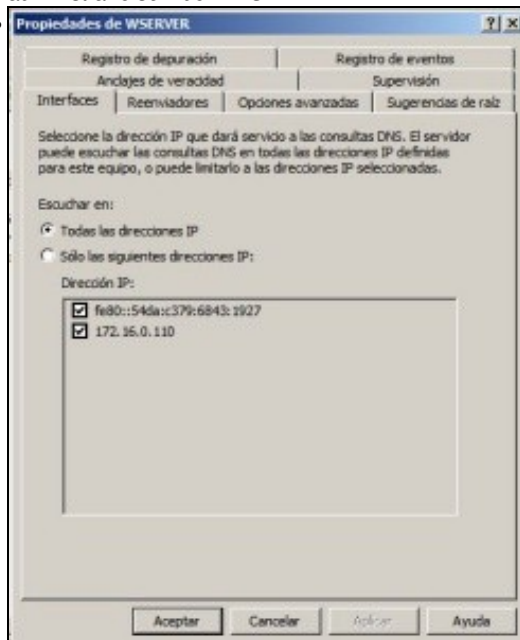 Propiedades de WSERVER
Registro de depuración Registro de eventos
Anclajes de veracidad Supervisión
Interfaces Reenviadores Opciones avanzadas Sugerencias de raíz
Seleccione la dirección IP que dará servicio a las consultas DNS. El servidor
puede escuchar las consultas DNS en todas las direcciones IP definidas
para este equipo, o puede limitarlo a las direcciones IP seleccionadas.
Escuchar en:
Todas las direcciones IP
Sólo las siguientes direcciones IP:
Dirección IP:
fe80::54da:c379:6843:1927
172.16.0.110
Aceptar Cancelar Aplicar Ayuda